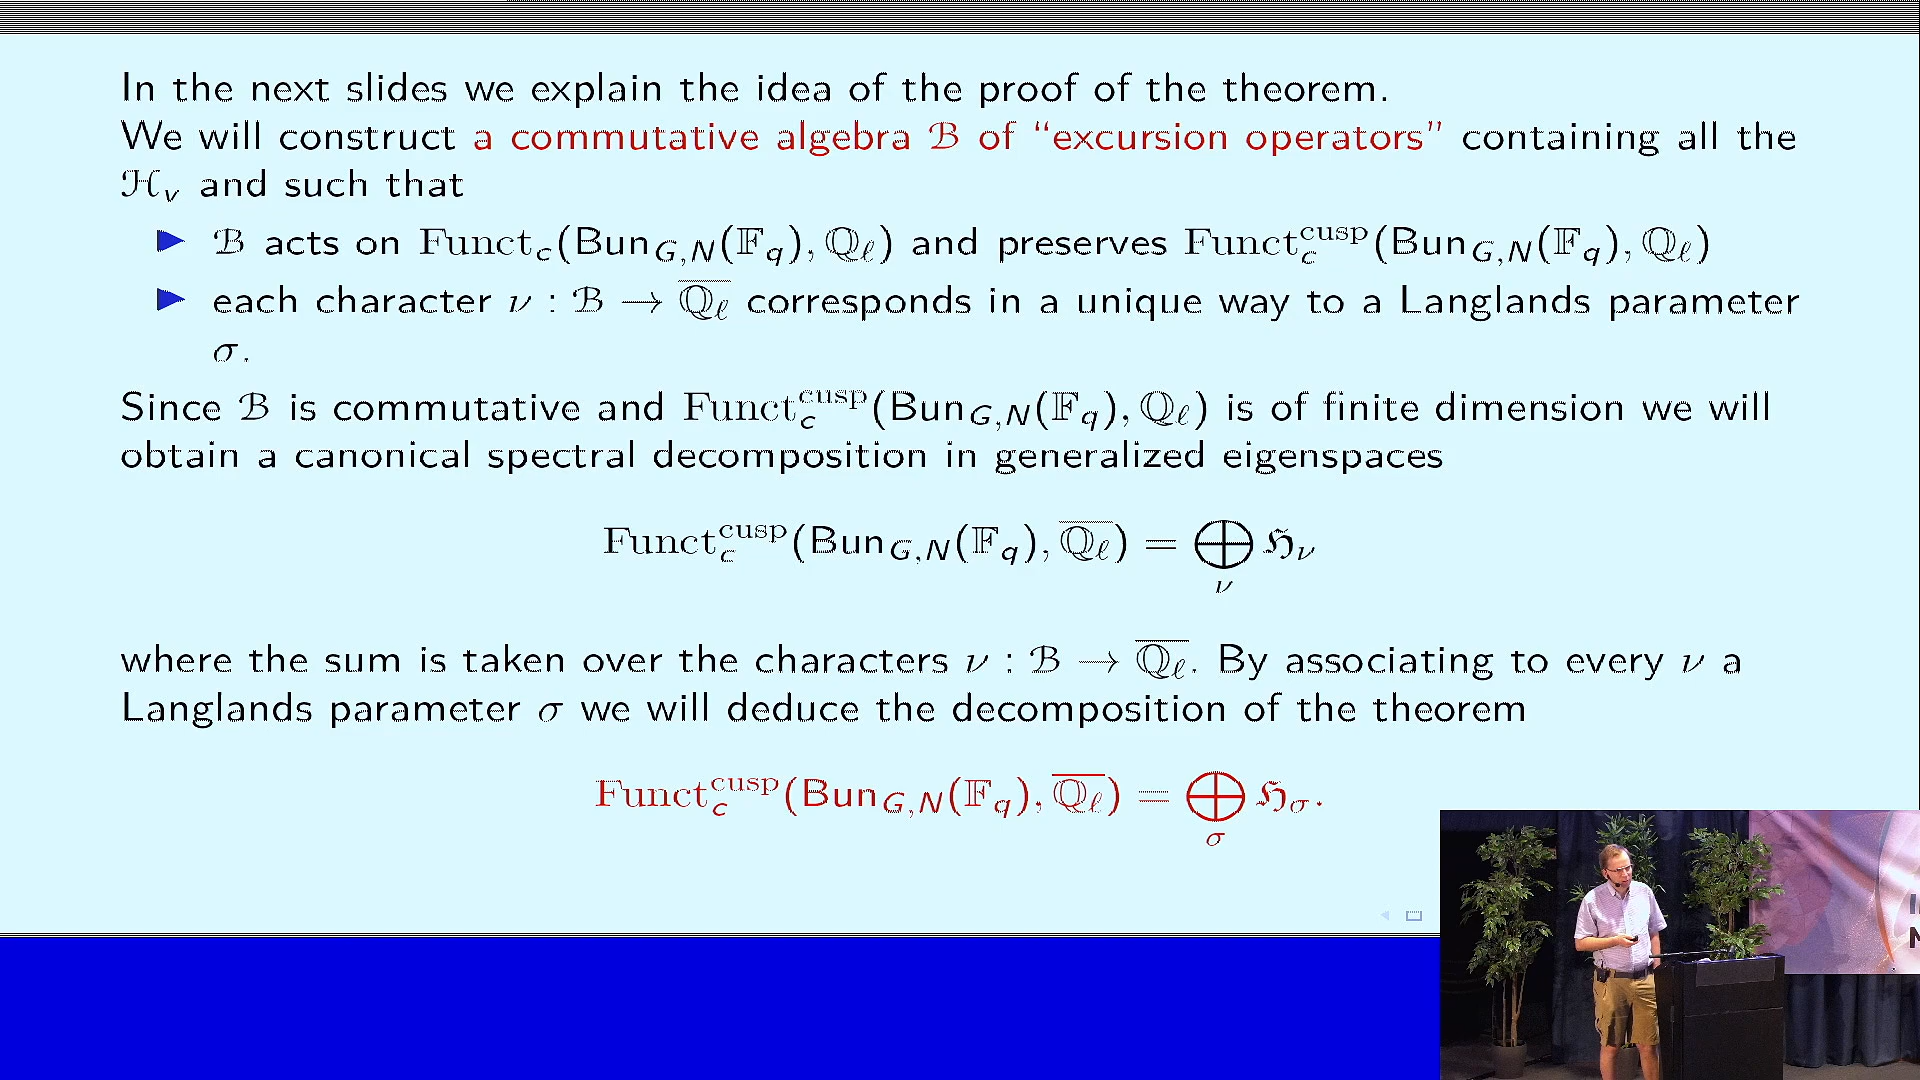 In the next slides we explain the idea of the proof of the theorem.
We will construct a commutative algebra ℬ of “excursion operators” containing all the
ℋ_v and such that
▶ ℬ acts on Funct_c(Bun_{G,N}(𝔽_q), ℚ_ℓ) and preserves Funct_c^{cusp}(Bun_{G,N}(𝔽_q), ℚ_ℓ)
▶ each character ν : ℬ → \overline{ℚ_ℓ} corresponds in a unique way to a Langlands parameter
σ.
Since ℬ is commutative and Funct_c^{cusp}(Bun_{G,N}(𝔽_q), ℚ_ℓ) is of finite dimension we will
obtain a canonical spectral decomposition in generalized eigenspaces
Funct_c^{cusp}(Bun_{G,N}(𝔽_q), \overline{ℚ_ℓ}) = ⨁_ν ℌ_ν
where the sum is taken over the characters ν : ℬ → \overline{ℚ_ℓ}. By associating to every ν a
Langlands parameter σ we will deduce the decomposition of the theorem
Funct_c^{cusp}(Bun_{G,N}(𝔽_q), \overline{ℚ_ℓ}) = ⨁_σ ℌ_σ.